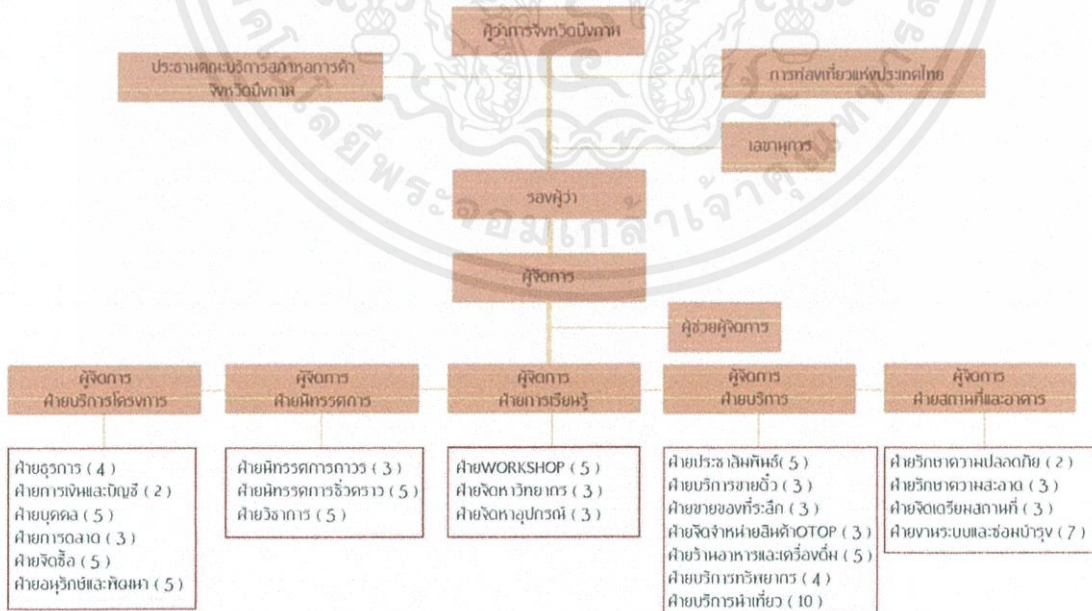 ผู้ว่าการจังหวัดบึงกาฬ
ประธานคณะบริการสภาหอการค้า
จังหวัดบึงกาฬ
การท่องเที่ยวแห่งประเทศไทย
เลขานุการ
รองผู้ว่า
ผู้จัดการ
ผู้ช่วยผู้จัดการ
ผู้จัดการ
ฝ่ายบริการโครงการ
ผู้จัดการ
ฝ่ายนิทรรศการ
ผู้จัดการ
ฝ่ายการเรียนรู้
ผู้จัดการ
ฝ่ายบริการ
ผู้จัดการ
ฝ่ายสถานที่และอาคาร
ฝ่ายธุรการ ( 4 )
ฝ่ายการเงินและบัญชี ( 2 )
ฝ่ายบุคคล ( 5 )
ฝ่ายการตลาด ( 3 )
ฝ่ายจัดซื้อ ( 5 )
ฝ่ายอนุรักษ์และพัฒนา ( 5 )
ฝ่ายนิทรรศการถาวร ( 3 )
ฝ่ายนิทรรศการชั่วคราว ( 5 )
ฝ่ายวิชาการ ( 5 )
ฝ่ายWORKSHOP ( 5 )
ฝ่ายจัดหาวิทยากร ( 3 )
ฝ่ายจัดหาอุปกรณ์ ( 3 )
ฝ่ายประชาสัมพันธ์( 5 )
ฝ่ายบริการขายตั๋ว ( 3 )
ฝ่ายขายของที่ระลึก ( 3 )
ฝ่ายจัดจำหน่ายสินค้าOTOP ( 3 )
ฝ่ายร้านอาหารและเครื่องดื่ม ( 5 )
ฝ่ายบริการทรัพยากร ( 4 )
ฝ่ายบริการนำเที่ยว ( 10 )
ฝ่ายรักษาความปลอดภัย ( 2 )
ฝ่ายรักษาความสะอาด ( 3 )
ฝ่ายจัดเตรียมสถานที่ ( 3 )
ฝ่ายงานระบบและซ่อมบำรุง ( 7 )